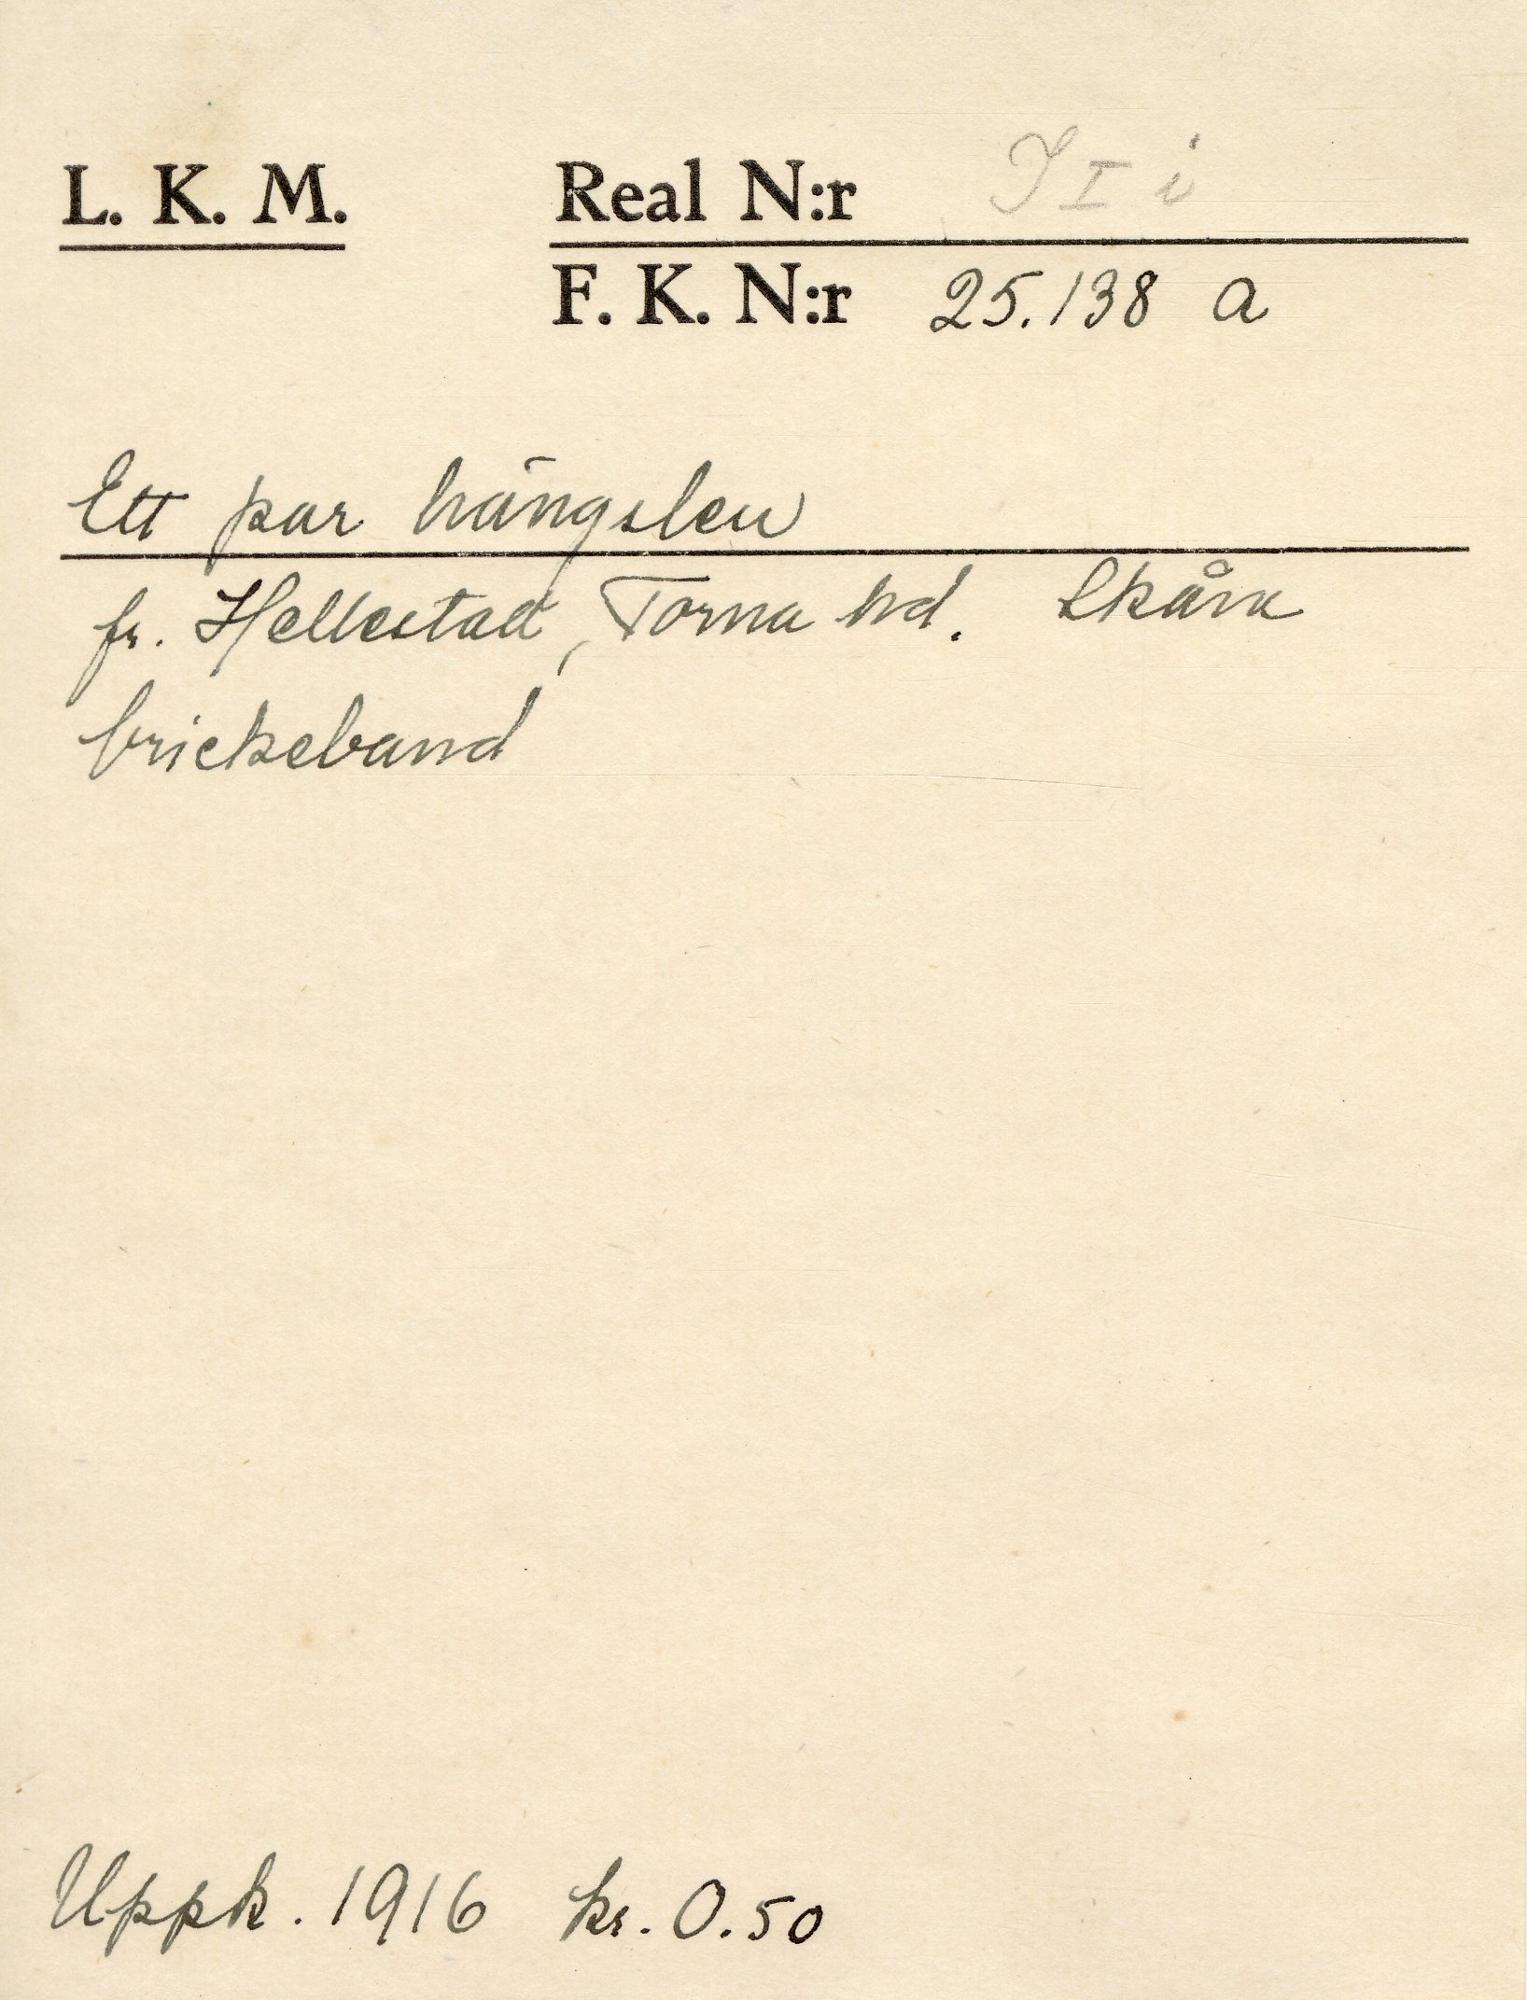 L. K. M. Real N:r I I i
F. K. N:r 25.138 a
Ett par hängslen
fr. Hellestad, Torna hd. Skåne
brickeband
Uppk. 1916 kr. 0.50